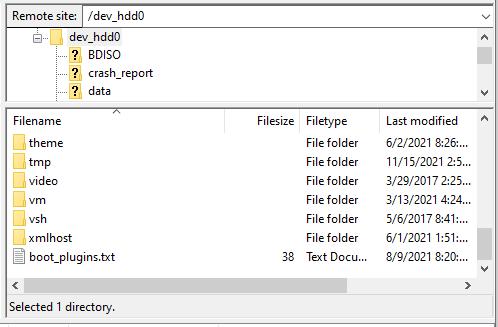 Remote site: /dev_hdd0
dev_hdd0
? BDISO
? crash_report
? data
Filename Filesize Filetype Last modified
theme File folder 6/2/2021 8:26:...
tmp File folder 11/15/2021 2:5...
video File folder 3/29/2017 2:25...
vm File folder 3/13/2021 4:24...
vsh File folder 5/6/2017 8:41:...
xmlhost File folder 6/1/2021 1:51:...
boot_plugins.txt 38 Text Docu... 8/9/2021 8:20:...
Selected 1 directory.